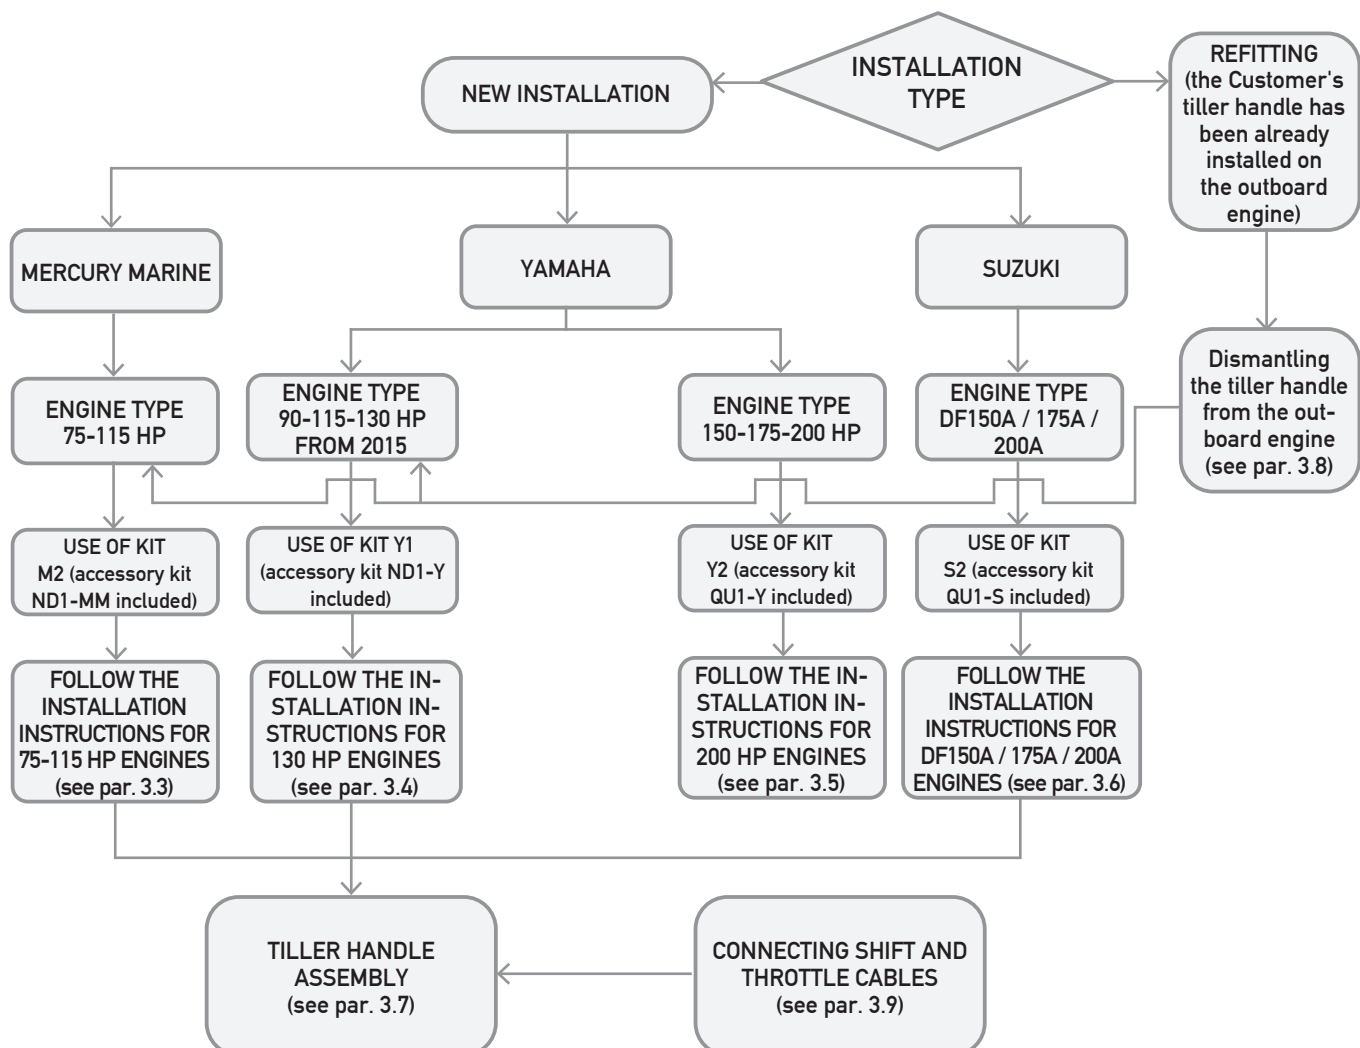 INSTALLATION
TYPE
NEW INSTALLATION
REFITTING
(the Customer's
tiller handle has
been already
installed on
the outboard
engine)
MERCURY MARINE
YAMAHA
SUZUKI
Dismantling
the tiller handle
from the out-
board engine
(see par. 3.8)
ENGINE TYPE
75-115 HP
ENGINE TYPE
90-115-130 HP
FROM 2015
ENGINE TYPE
150-175-200 HP
ENGINE TYPE
DF150A / 175A /
200A
USE OF KIT
M2 (accessory kit
ND1-MM included)
USE OF KIT Y1
(accessory kit ND1-Y
included)
USE OF KIT
Y2 (accessory kit
QU1-Y included)
USE OF KIT
S2 (accessory kit
QU1-S included)
FOLLOW THE
INSTALLATION
INSTRUCTIONS FOR
75-115 HP ENGINES
(see par. 3.3)
FOLLOW THE IN-
STALLATION IN-
STRUCTIONS FOR
130 HP ENGINES
(see par. 3.4)
FOLLOW THE IN-
STALLATION IN-
STRUCTIONS FOR
200 HP ENGINES
(see par. 3.5)
FOLLOW THE
INSTALLATION
INSTRUCTIONS FOR
DF150A / 175A / 200A
ENGINES (see par. 3.6)
TILLER HANDLE
ASSEMBLY
(see par. 3.7)
CONNECTING SHIFT AND
THROTTLE CABLES
(see par. 3.9)